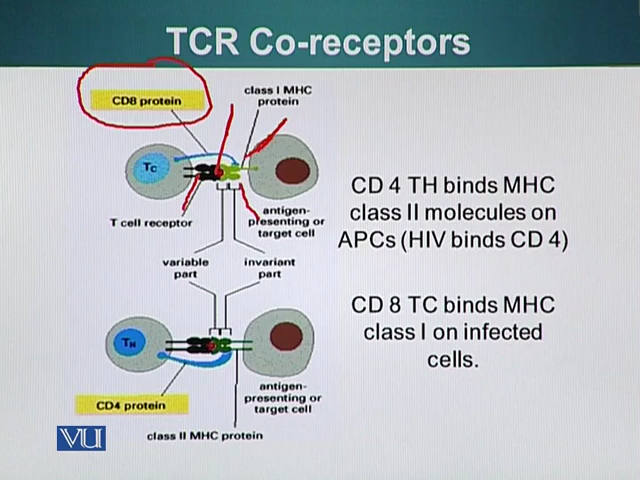 TCR Co-receptors
CD8 protein
class I MHC
protein
TC
T cell receptor
antigen-
presenting or
target cell
variable
part
invariant
part
TH
CD4 protein
antigen-
presenting or
target cell
class II MHC protein
CD 4 TH binds MHC
class II molecules on
APCs (HIV binds CD 4)
CD 8 TC binds MHC
class I on infected
cells.
VU